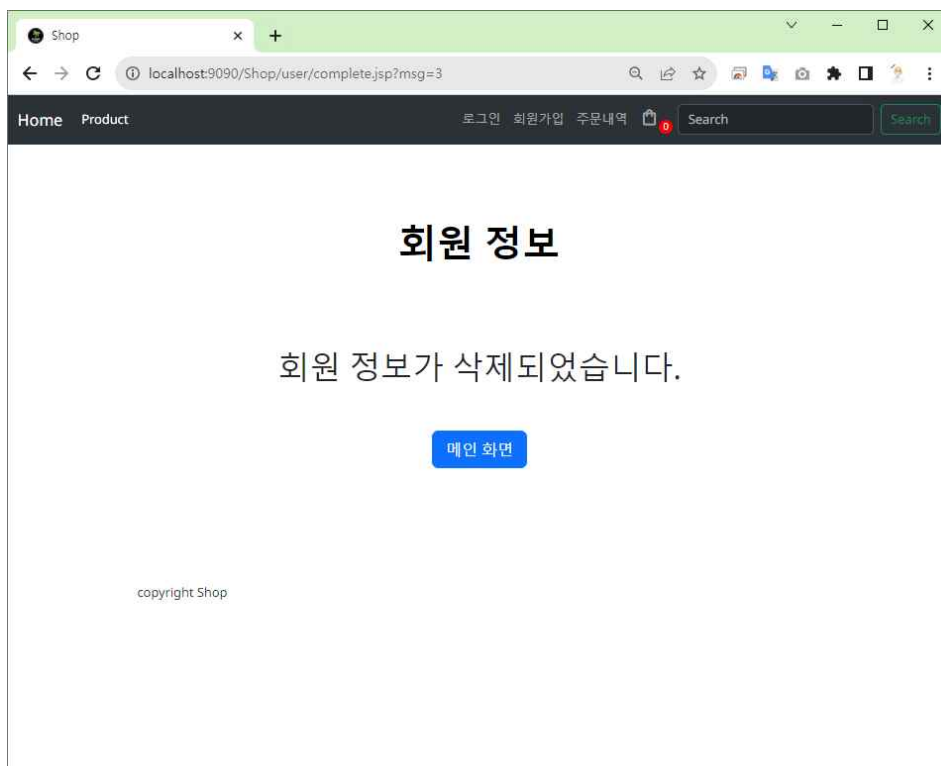 Shop
localhost:9090/Shop/user/complete.jsp?msg=3
Home Product 로그인 회원가입 주문내역 0 Search Search
회원 정보
회원 정보가 삭제되었습니다.
메인 화면
copyright Shop